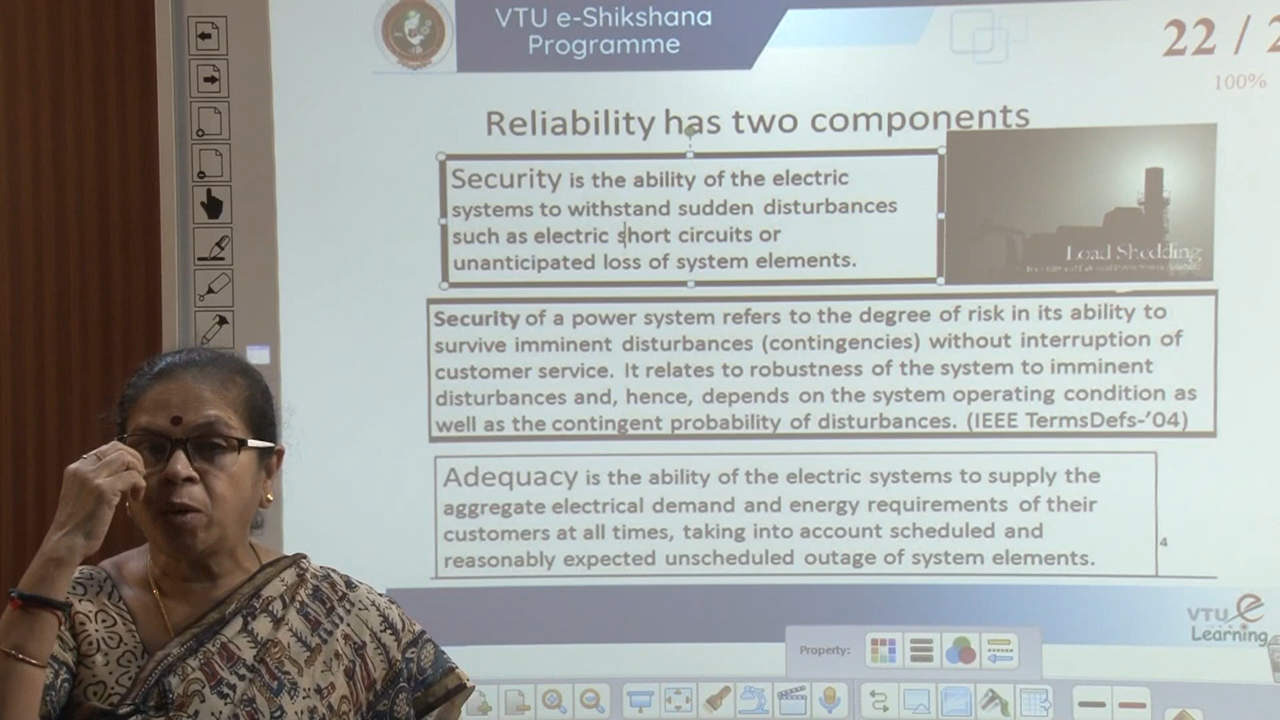 VTU e-Shikshana
Programme
22 / 2
100%
Reliability has two components
Security is the ability of the electric
systems to withstand sudden disturbances
such as electric short circuits or
unanticipated loss of system elements.
Load Shedding
Security of a power system refers to the degree of risk in its ability to
survive imminent disturbances (contingencies) without interruption of
customer service. It relates to robustness of the system to imminent
disturbances and, hence, depends on the system operating condition as
well as the contingent probability of disturbances. (IEEE TermsDefs-’04)
Adequacy is the ability of the electric systems to supply the
aggregate electrical demand and energy requirements of their
customers at all times, taking into account scheduled and
reasonably expected unscheduled outage of system elements.
4
VTU e
Learning
Property: